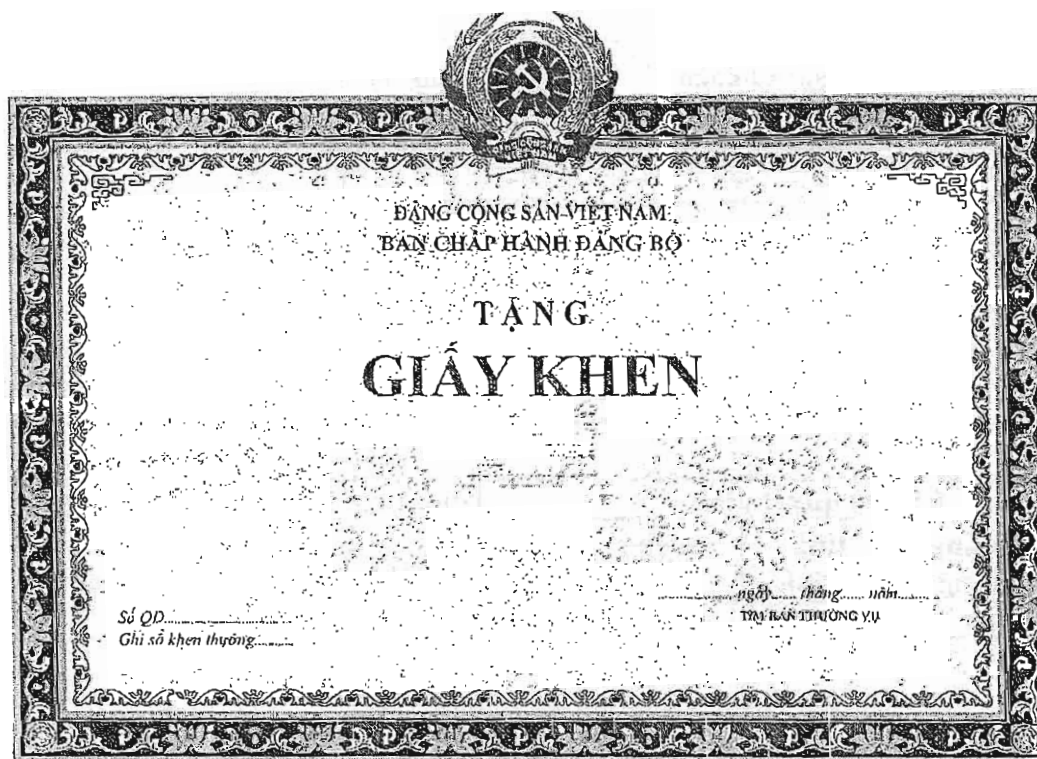 ĐẢNG CỘNG SẢN VIỆT NAM
BAN CHẤP HÀNH ĐẢNG BỘ
TẶNG
GIẤY KHEN
...............ngày......tháng......năm..........
T/M BAN THƯỜNG VỤ
Số QĐ..............................
Ghi sổ khen thưởng...........